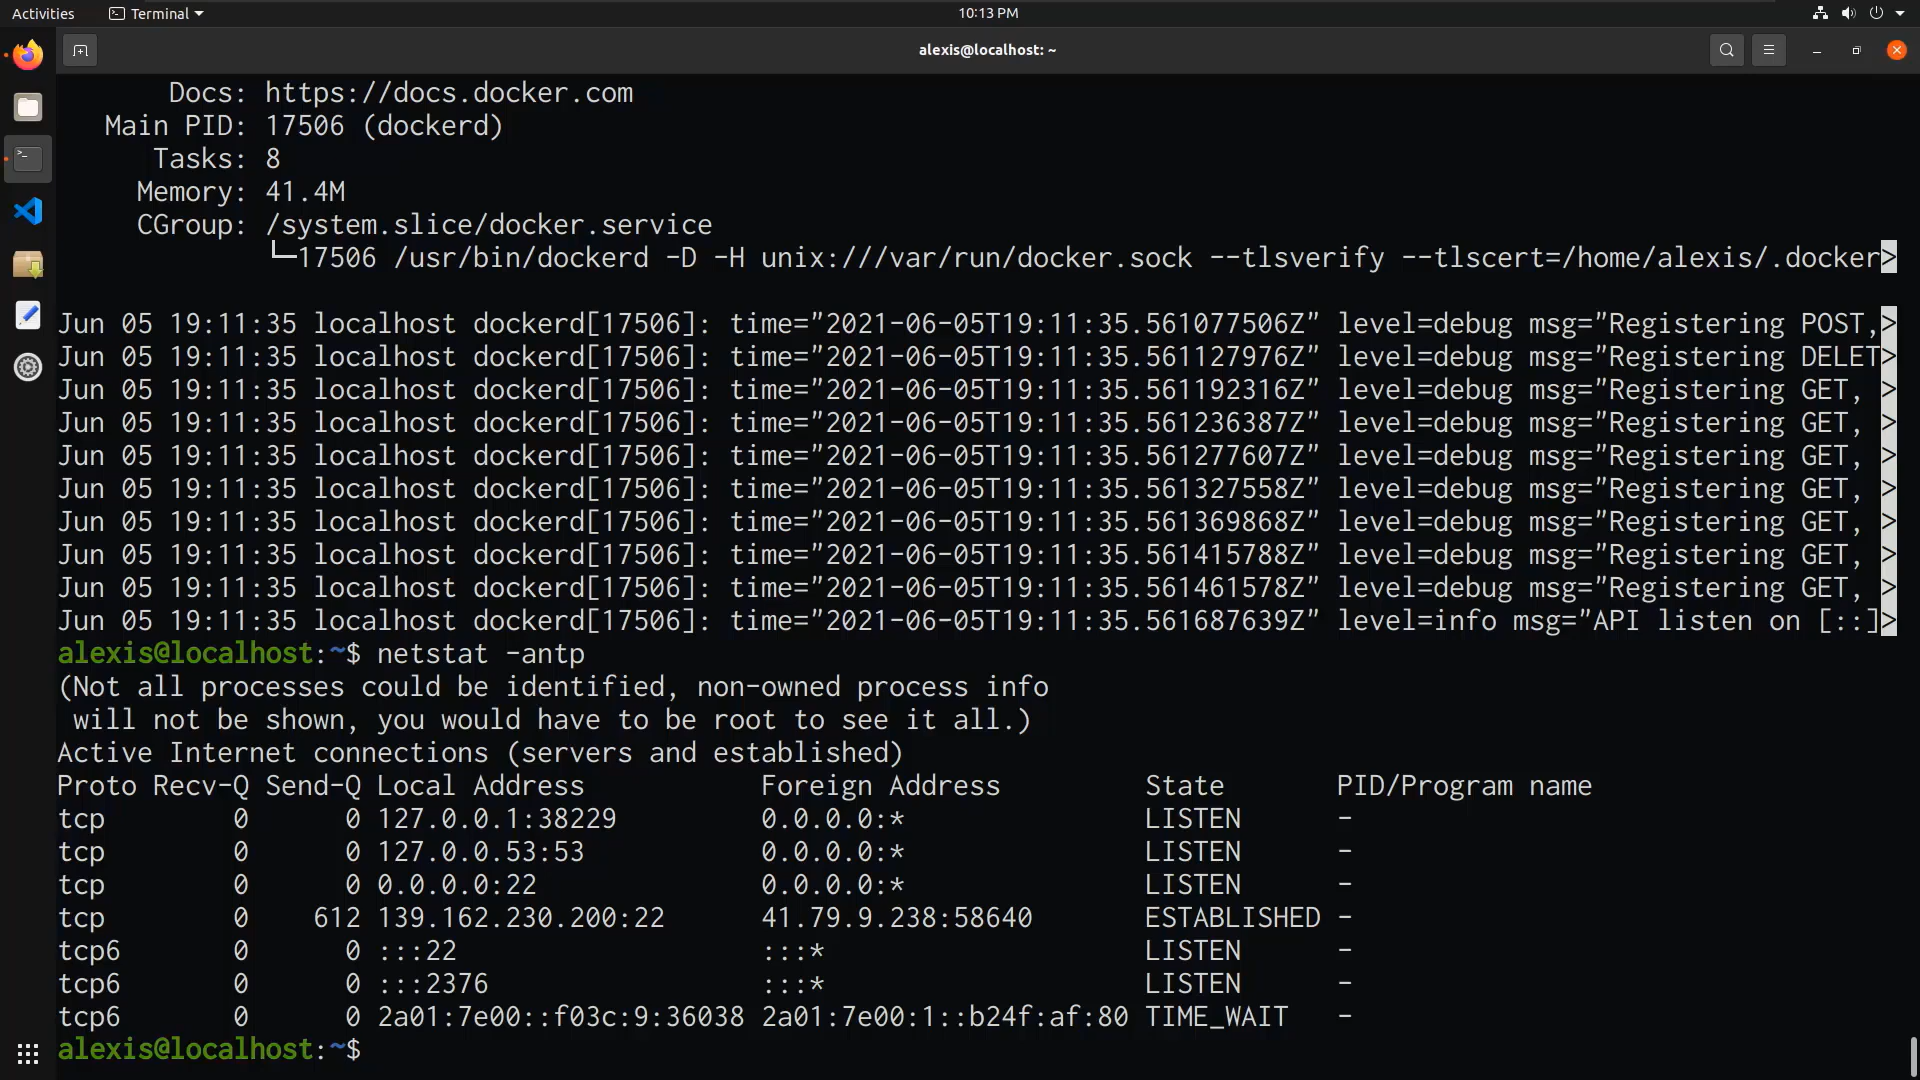 Activities
Terminal
10:13 PM
alexis@localhost: ~
Docs: https://docs.docker.com
Main PID: 17506 (dockerd)
Tasks: 8
Memory: 41.4M
CGroup: /system.slice/docker.service
└─17506 /usr/bin/dockerd -D -H unix:///var/run/docker.sock --tlsverify --tlscert=/home/alexis/.docker>
Jun 05 19:11:35 localhost dockerd[17506]: time="2021-06-05T19:11:35.561077506Z" level=debug msg="Registering POST,>
Jun 05 19:11:35 localhost dockerd[17506]: time="2021-06-05T19:11:35.561127976Z" level=debug msg="Registering DELET>
Jun 05 19:11:35 localhost dockerd[17506]: time="2021-06-05T19:11:35.561192316Z" level=debug msg="Registering GET, >
Jun 05 19:11:35 localhost dockerd[17506]: time="2021-06-05T19:11:35.561236387Z" level=debug msg="Registering GET, >
Jun 05 19:11:35 localhost dockerd[17506]: time="2021-06-05T19:11:35.561277607Z" level=debug msg="Registering GET, >
Jun 05 19:11:35 localhost dockerd[17506]: time="2021-06-05T19:11:35.561327558Z" level=debug msg="Registering GET, >
Jun 05 19:11:35 localhost dockerd[17506]: time="2021-06-05T19:11:35.561369868Z" level=debug msg="Registering GET, >
Jun 05 19:11:35 localhost dockerd[17506]: time="2021-06-05T19:11:35.561415788Z" level=debug msg="Registering GET, >
Jun 05 19:11:35 localhost dockerd[17506]: time="2021-06-05T19:11:35.561461578Z" level=debug msg="Registering GET, >
Jun 05 19:11:35 localhost dockerd[17506]: time="2021-06-05T19:11:35.561687639Z" level=info msg="API listen on [::]>
alexis@localhost:~$ netstat -antp
(Not all processes could be identified, non-owned process info
will not be shown, you would have to be root to see it all.)
Active Internet connections (servers and established)
Proto Recv-Q Send-Q Local Address Foreign Address State PID/Program name
tcp 0 0 127.0.0.1:38229 0.0.0.0:* LISTEN -
tcp 0 0 127.0.0.53:53 0.0.0.0:* LISTEN -
tcp 0 0 0.0.0.0:22 0.0.0.0:* LISTEN -
tcp 0 612 139.162.230.200:22 41.79.9.238:58640 ESTABLISHED -
tcp6 0 0 :::22 :::* LISTEN -
tcp6 0 0 :::2376 :::* LISTEN -
tcp6 0 0 2a01:7e00::f03c:9:36038 2a01:7e00:1::b24f:af:80 TIME_WAIT -
alexis@localhost:~$